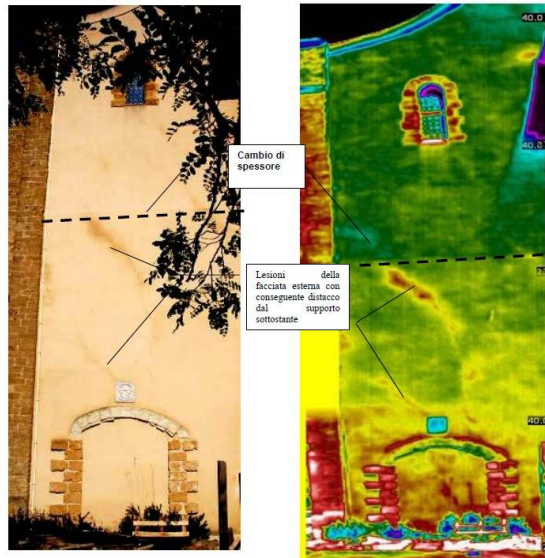 40.0
Cambio di
spessore
40.0
Lesioni della
facciata esterna con
conseguente distacco
dal supporto
sottostante
40.0